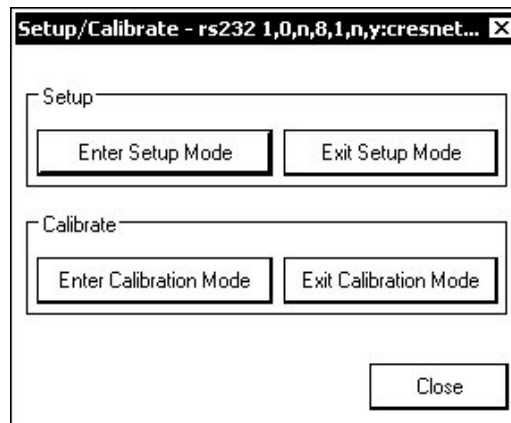 Setup/Calibrate - rs232 1,0,n,8,1,n,y:cresnet...
Setup
Enter Setup Mode Exit Setup Mode
Calibrate
Enter Calibration Mode Exit Calibration Mode
Close